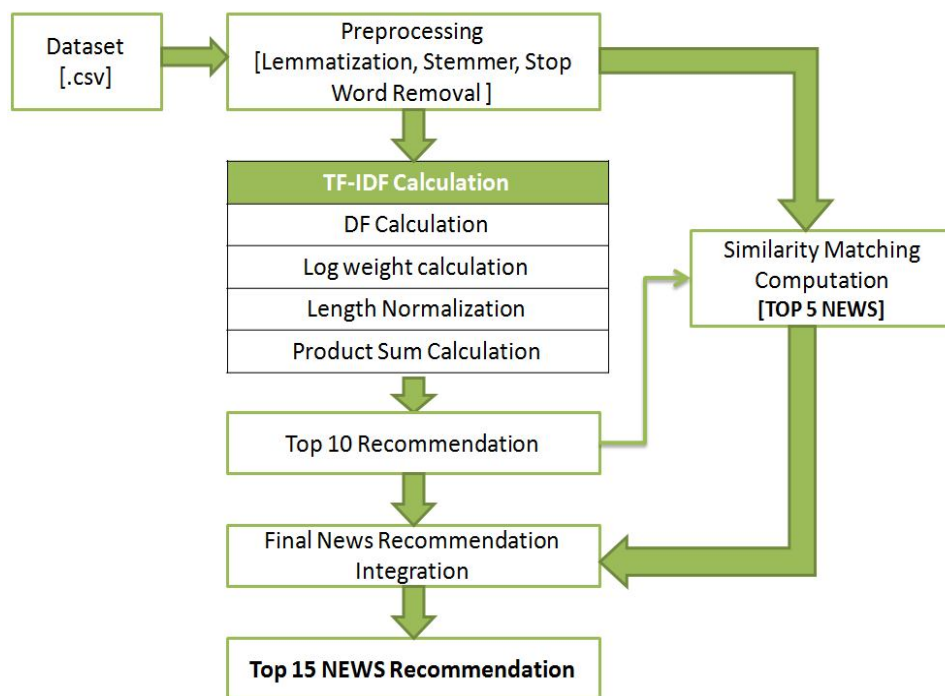 Dataset
[.csv]
Preprocessing
[Lemmatization, Stemmer, Stop
Word Removal ]
TF-IDF Calculation
DF Calculation
Log weight calculation
Length Normalization
Product Sum Calculation
Similarity Matching
Computation
[TOP 5 NEWS]
Top 10 Recommendation
Final News Recommendation
Integration
Top 15 NEWS Recommendation